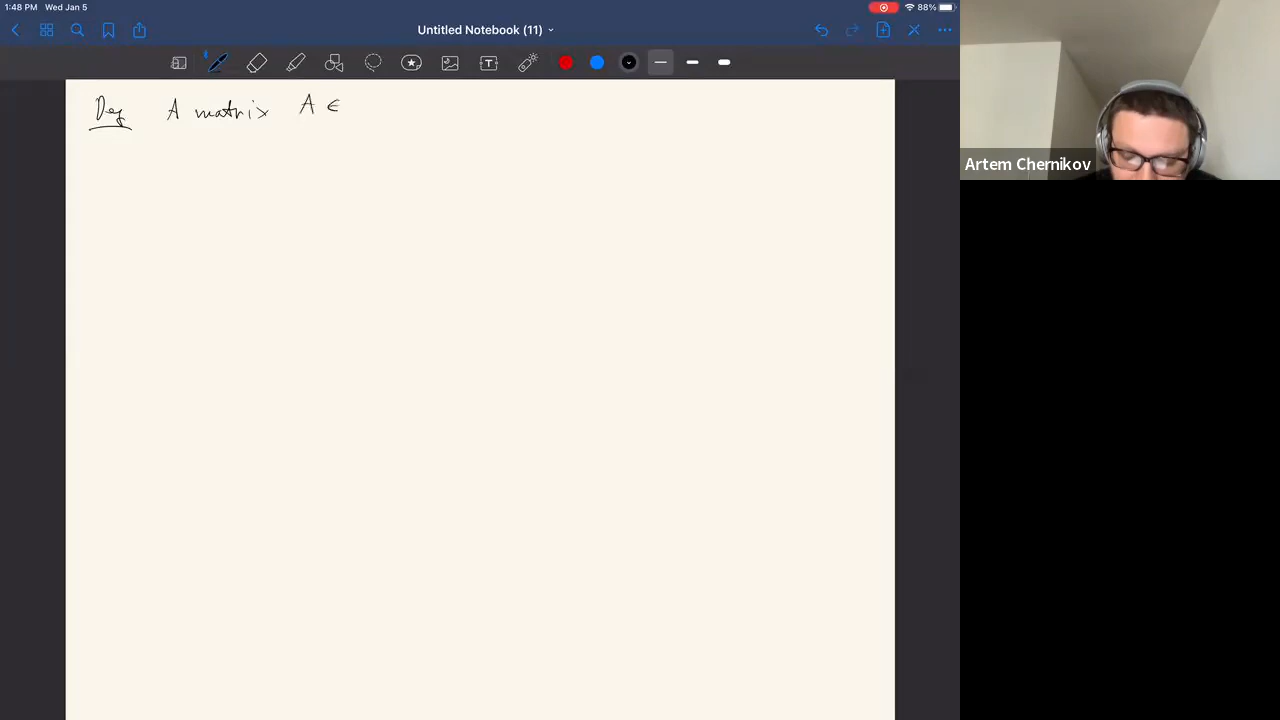 1:48 PM Wed Jan 5
88%
Untitled Notebook (11)
Def A matrix A ∈
Artem Chernikov